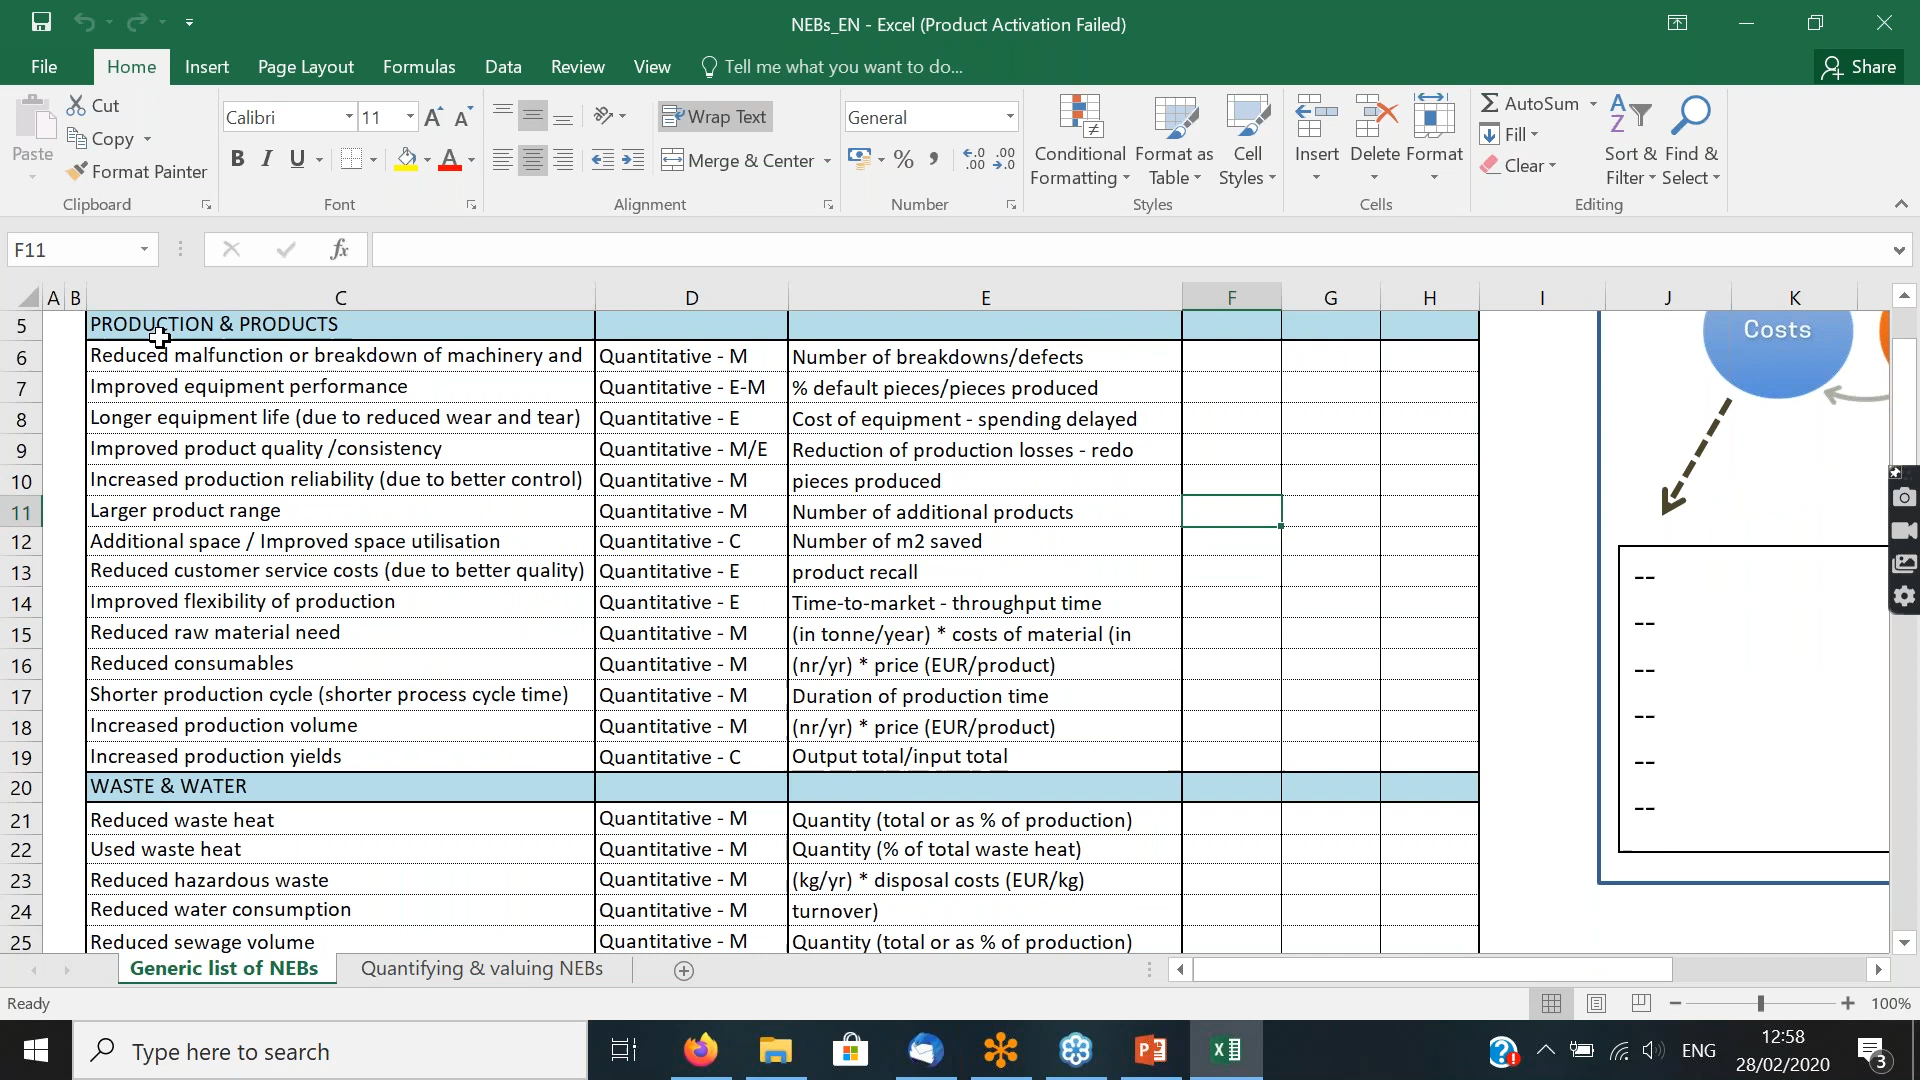 NEBs_EN - Excel (Product Activation Failed)
File Home Insert Page Layout Formulas Data Review View Tell me what you want to do... Share
Paste Cut Copy Format Painter Clipboard
Calibri 11 A A B I U A Font
Wrap Text Merge & Center Alignment
General % , .0 .00 .00 .0 Number
Conditional Formatting Format as Table Cell Styles Styles
Insert Delete Format Cells
AutoSum Fill Clear Sort & Filter Find & Select Editing
F11 fx
A B C D E F G H I J K
5 PRODUCTION & PRODUCTS
6 Reduced malfunction or breakdown of machinery and Quantitative - M Number of breakdowns/defects
7 Improved equipment performance Quantitative - E-M % default pieces/pieces produced
8 Longer equipment life (due to reduced wear and tear) Quantitative - E Cost of equipment - spending delayed
9 Improved product quality /consistency Quantitative - M/E Reduction of production losses - redo
10 Increased production reliability (due to better control) Quantitative - M pieces produced
11 Larger product range Quantitative - M Number of additional products
12 Additional space / Improved space utilisation Quantitative - C Number of m2 saved
13 Reduced customer service costs (due to better quality) Quantitative - E product recall
14 Improved flexibility of production Quantitative - E Time-to-market - throughput time
15 Reduced raw material need Quantitative - M (in tonne/year) * costs of material (in
16 Reduced consumables Quantitative - M (nr/yr) * price (EUR/product)
17 Shorter production cycle (shorter process cycle time) Quantitative - M Duration of production time
18 Increased production volume Quantitative - M (nr/yr) * price (EUR/product)
19 Increased production yields Quantitative - C Output total/input total
20 WASTE & WATER
21 Reduced waste heat Quantitative - M Quantity (total or as % of production)
22 Used waste heat Quantitative - M Quantity (% of total waste heat)
23 Reduced hazardous waste Quantitative - M (kg/yr) * disposal costs (EUR/kg)
24 Reduced water consumption Quantitative - M turnover)
25 Reduced sewage volume Quantitative - M Quantity (total or as % of production)
Costs
--
--
--
--
--
--
Generic list of NEBs Quantifying & valuing NEBs
Ready 100%
Type here to search ENG 12:58 28/02/2020 3